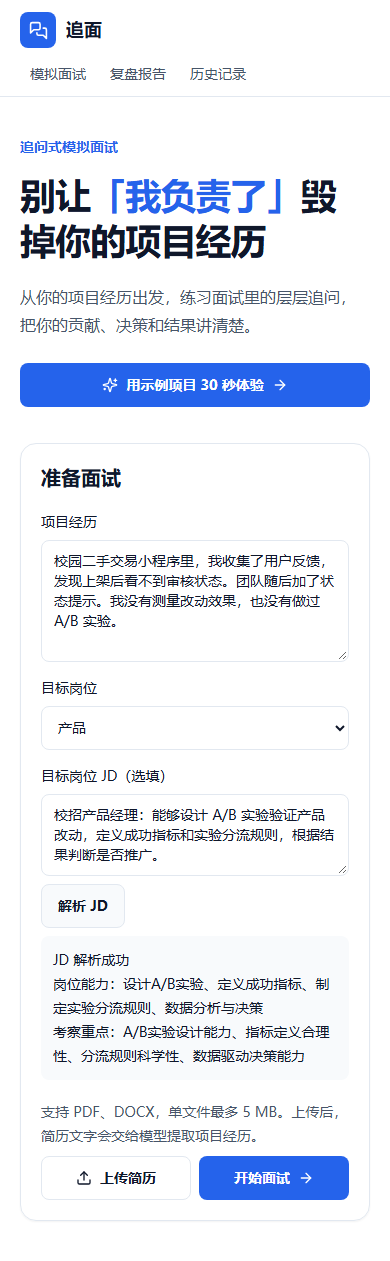 追面
模拟面试 复盘报告 历史记录
追问式模拟面试
别让「我负责了」毁
掉你的项目经历
从你的项目经历出发，练习面试里的层层追问，
把你的贡献、决策和结果讲清楚。
用示例项目 30 秒体验
准备面试
项目经历
校园二手交易小程序里，我收集了用户反馈，
发现上架后看不到审核状态。团队随后加了状
态提示。我没有测量改动效果，也没有做过
A/B 实验。
目标岗位
产品
目标岗位 JD（选填）
校招产品经理：能够设计 A/B 实验验证产品
改动，定义成功指标和实验分流规则，根据结
果判断是否推广。
解析 JD
JD 解析成功
岗位能力：设计A/B实验、定义成功指标、制
定实验分流规则、数据分析与决策
考察重点：A/B实验设计能力、指标定义合理
性、分流规则科学性、数据驱动决策能力
支持 PDF、DOCX，单文件最多 5 MB。上传后，
简历文字会交给模型提取项目经历。
上传简历 开始面试